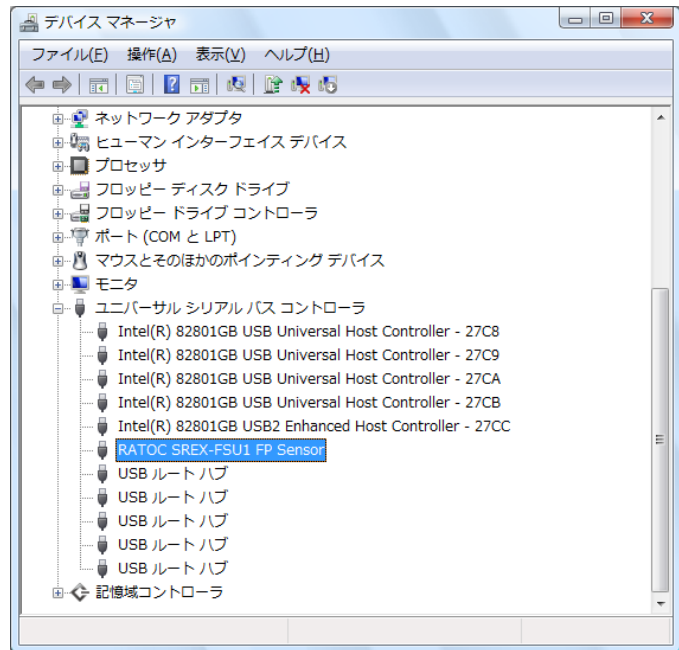 デバイス マネージャ
ファイル(F) 操作(A) 表示(V) ヘルプ(H)
ネットワーク アダプタ
ヒューマン インターフェイス デバイス
プロセッサ
フロッピー ディスク ドライブ
フロッピー ドライブ コントローラ
ポート (COM と LPT)
マウスとそのほかのポインティング デバイス
モニタ
ユニバーサル シリアル バス コントローラ
Intel(R) 82801GB USB Universal Host Controller - 27C8
Intel(R) 82801GB USB Universal Host Controller - 27C9
Intel(R) 82801GB USB Universal Host Controller - 27CA
Intel(R) 82801GB USB Universal Host Controller - 27CB
Intel(R) 82801GB USB2 Enhanced Host Controller - 27CC
RATOC SREX-FSU1 FP Sensor
USB ルート ハブ
USB ルート ハブ
USB ルート ハブ
USB ルート ハブ
USB ルート ハブ
記憶域コントローラ